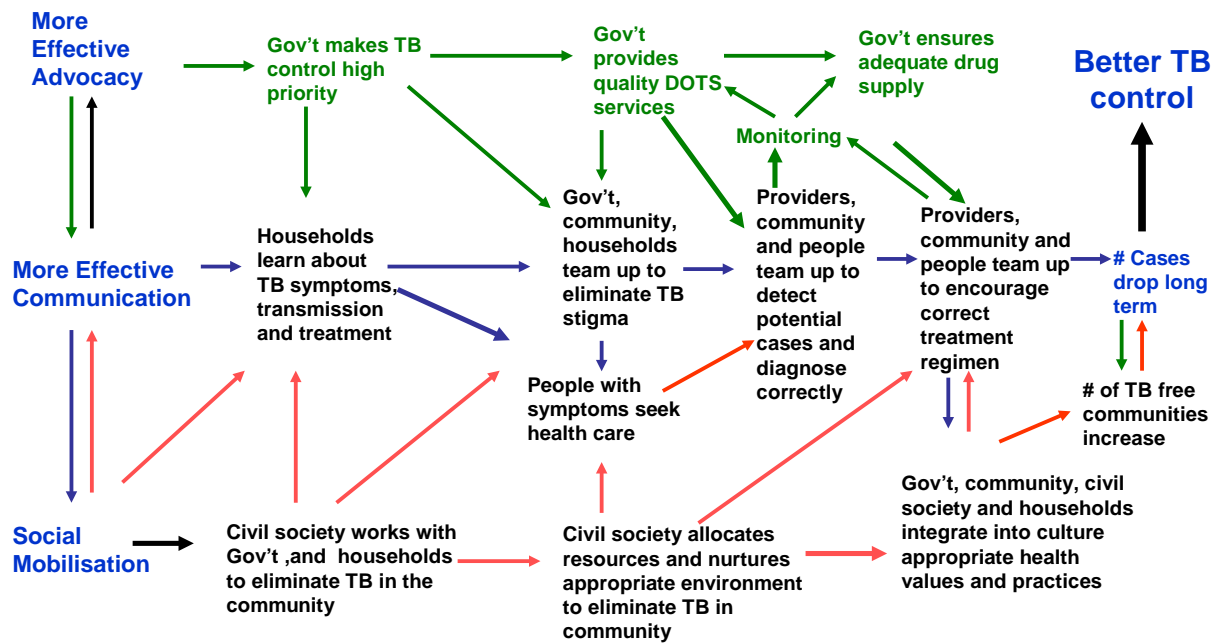 More
Effective
Advocacy
Gov't makes TB
control high
priority
Gov't
provides
quality DOTS
services
Gov't ensures
adequate drug
supply
Better TB
control
Monitoring
More Effective
Communication
Households
learn about
TB symptoms,
transmission
and treatment
Gov't,
community,
households
team up to
eliminate TB
stigma
Providers,
community
and people
team up to
detect
potential
cases and
diagnose
correctly
Providers,
community and
people team up
to encourage
correct
treatment
regimen
# Cases
drop long
term
People with
symptoms seek
health care
# of TB free
communities
increase
Social
Mobilisation
Civil society works with
Gov't ,and households
to eliminate TB in the
community
Civil society allocates
resources and nurtures
appropriate environment
to eliminate TB in
community
Gov't, community, civil
society and households
integrate into culture
appropriate health
values and practices